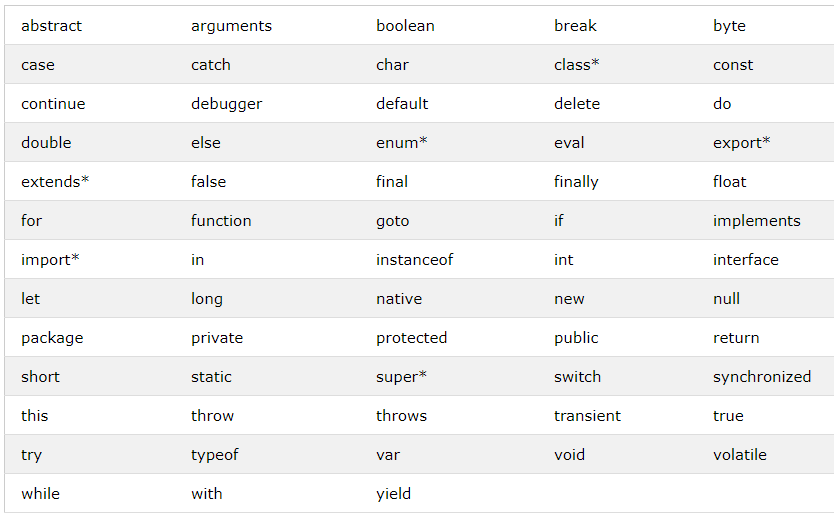 abstract arguments boolean break byte
case catch char class* const
continue debugger default delete do
double else enum* eval export*
extends* false final finally float
for function goto if implements
import* in instanceof int interface
let long native new null
package private protected public return
short static super* switch synchronized
this throw throws transient true
try typeof var void volatile
while with yield